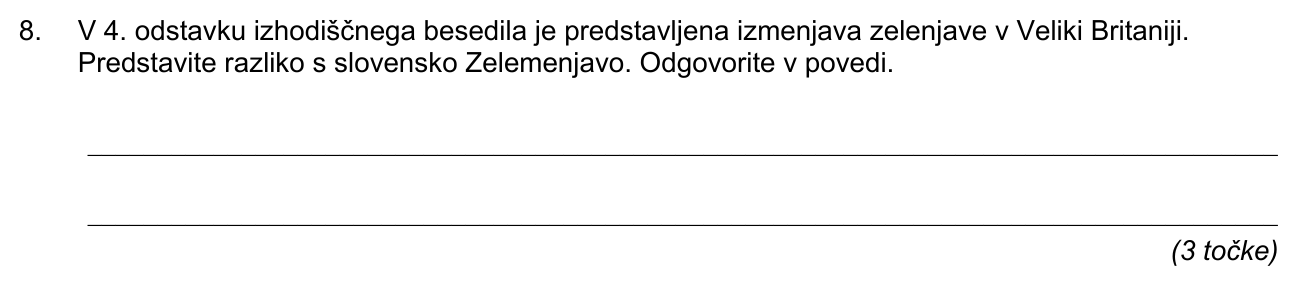 8. V 4. odstavku izhodiščnega besedila je predstavljena izmenjava zelenjave v Veliki Britaniji.
Predstavite razliko s slovensko Zelemenjavo. Odgovorite v povedi.
(3 točke)